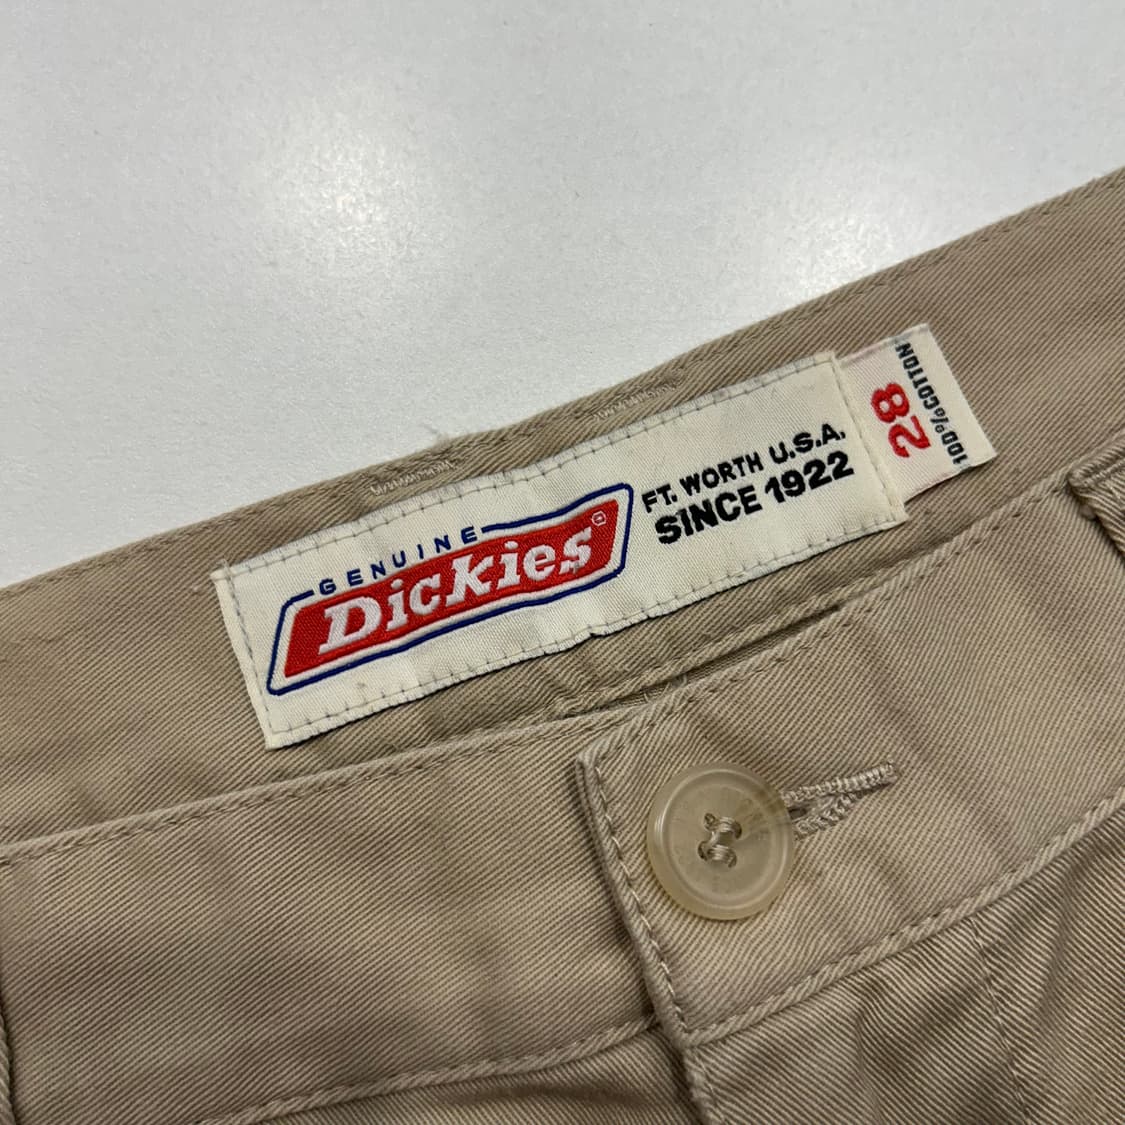 GENUINE
Dickies®
FT. WORTH U.S.A.
SINCE 1922
28
100% COTTON